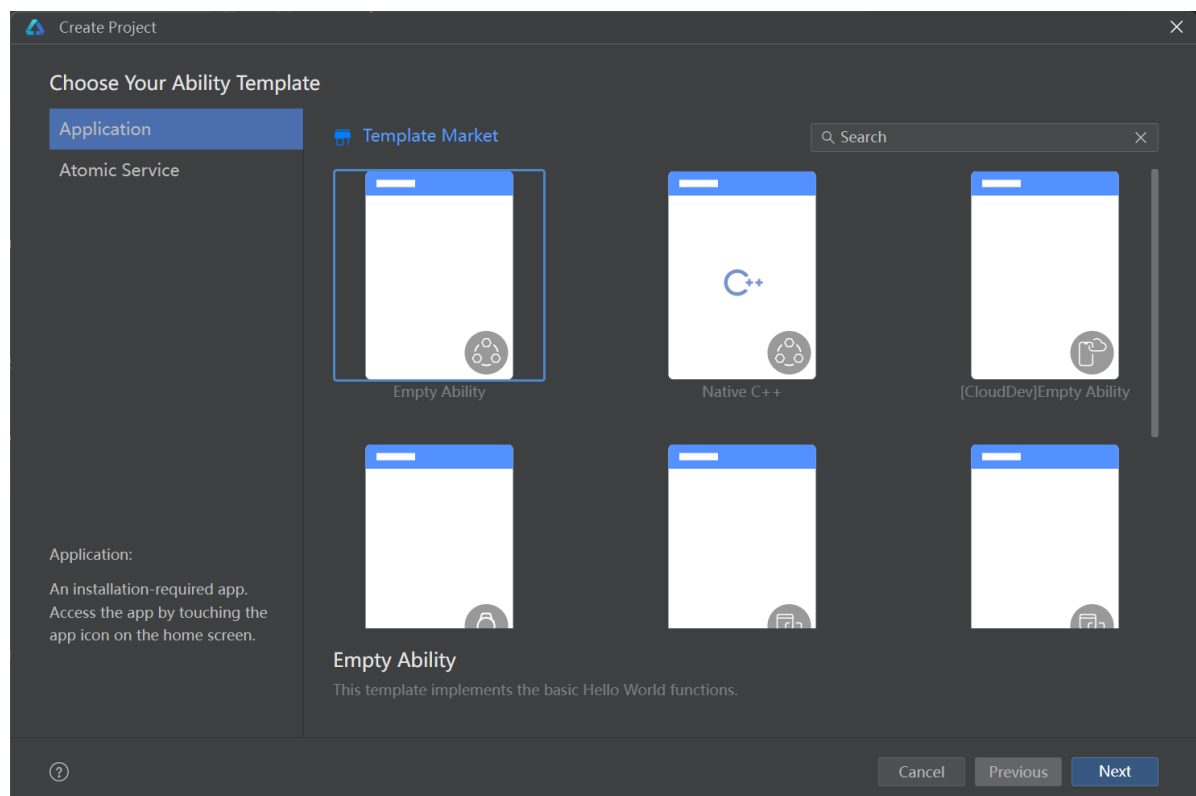 Create Project
Choose Your Ability Template
Application
Atomic Service
Template Market
Search
C++
Empty Ability
Native C++
[CloudDev]Empty Ability
Application:
An installation-required app.
Access the app by touching the
app icon on the home screen.
Empty Ability
This template implements the basic Hello World functions.
?
Cancel
Previous
Next